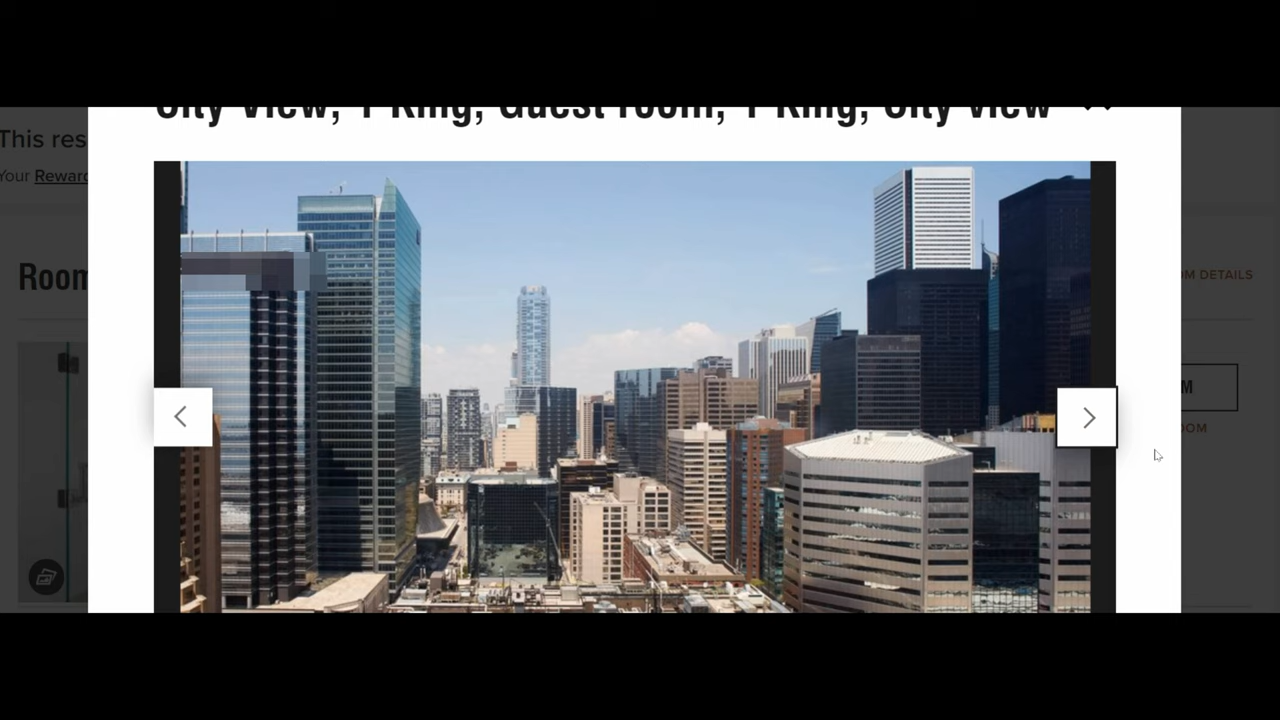 City View, 1 King, Guest room, 1 King, City view
This res
Your Reward
Room
OM DETAILS
M
OOM